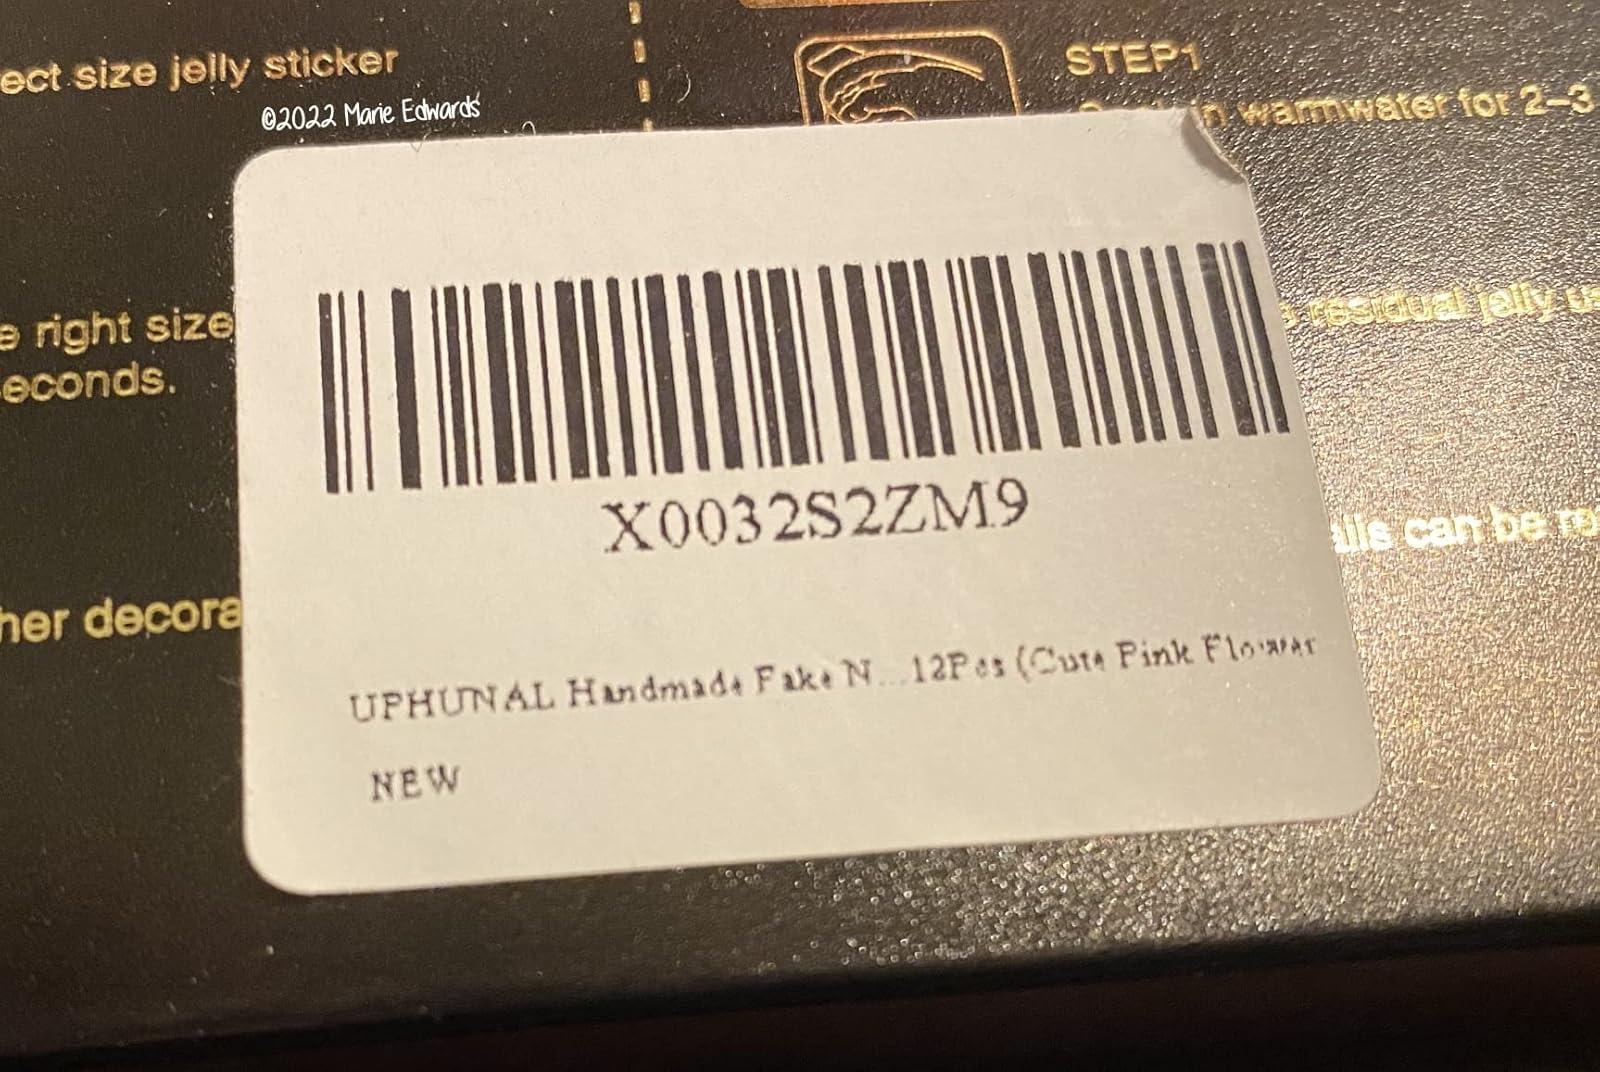 ect size jelly sticker
©2022 Marie Edwards
STEP1
warmwater for 2-3
e right size
econds.
residual jelly us
can be
her decora
X0032S2ZM9
UPHUNAL Handmade Fake N...12Pcs (Cute Pink Flower
NEW